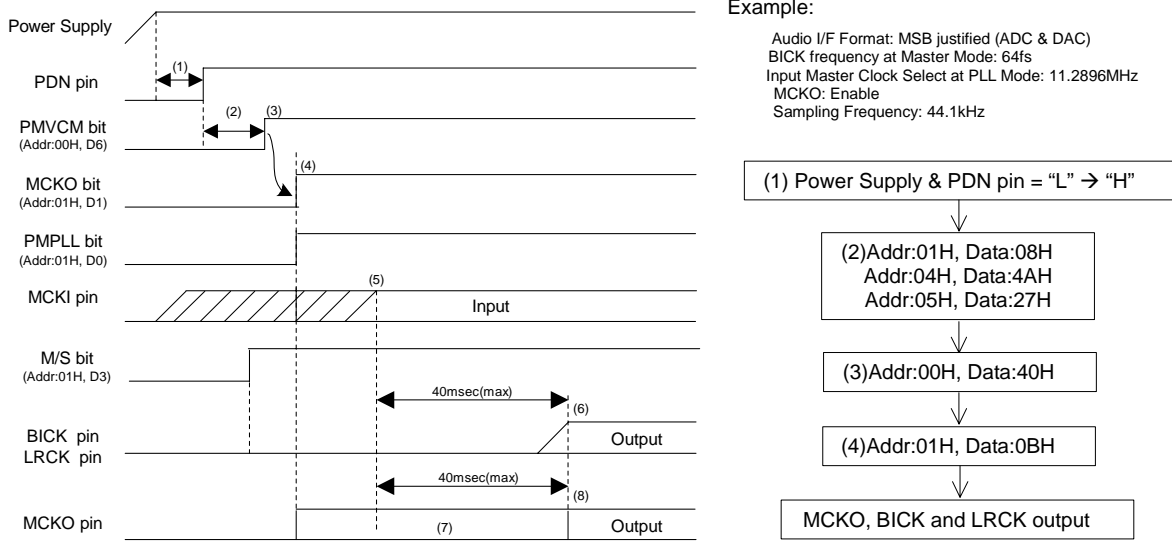 Power Supply
(1)
PDN pin
(2)
(3)
PMVCM bit
(Addr:00H, D6)
(4)
MCKO bit
(Addr:01H, D1)
PMPLL bit
(Addr:01H, D0)
(5)
MCKI pin
Input
M/S bit
(Addr:01H, D3)
40msec(max)
(6)
BICK pin
Output
LRCK pin
40msec(max)
(8)
MCKO pin
(7)
Output
Example:
Audio I/F Format: MSB justified (ADC & DAC)
BICK frequency at Master Mode: 64fs
Input Master Clock Select at PLL Mode: 11.2896MHz
MCKO: Enable
Sampling Frequency: 44.1kHz
(1) Power Supply & PDN pin = “L” → “H”
(2)Addr:01H, Data:08H
Addr:04H, Data:4AH
Addr:05H, Data:27H
(3)Addr:00H, Data:40H
(4)Addr:01H, Data:0BH
MCKO, BICK and LRCK output